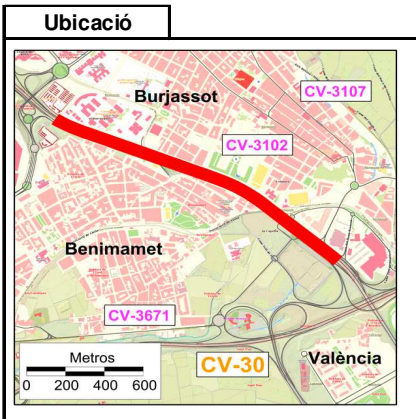 Ubicació
Burjassot
CV-3107
CV-3102
Benimamet
CV-3671
Metros
0 200 400 600
CV-30
València